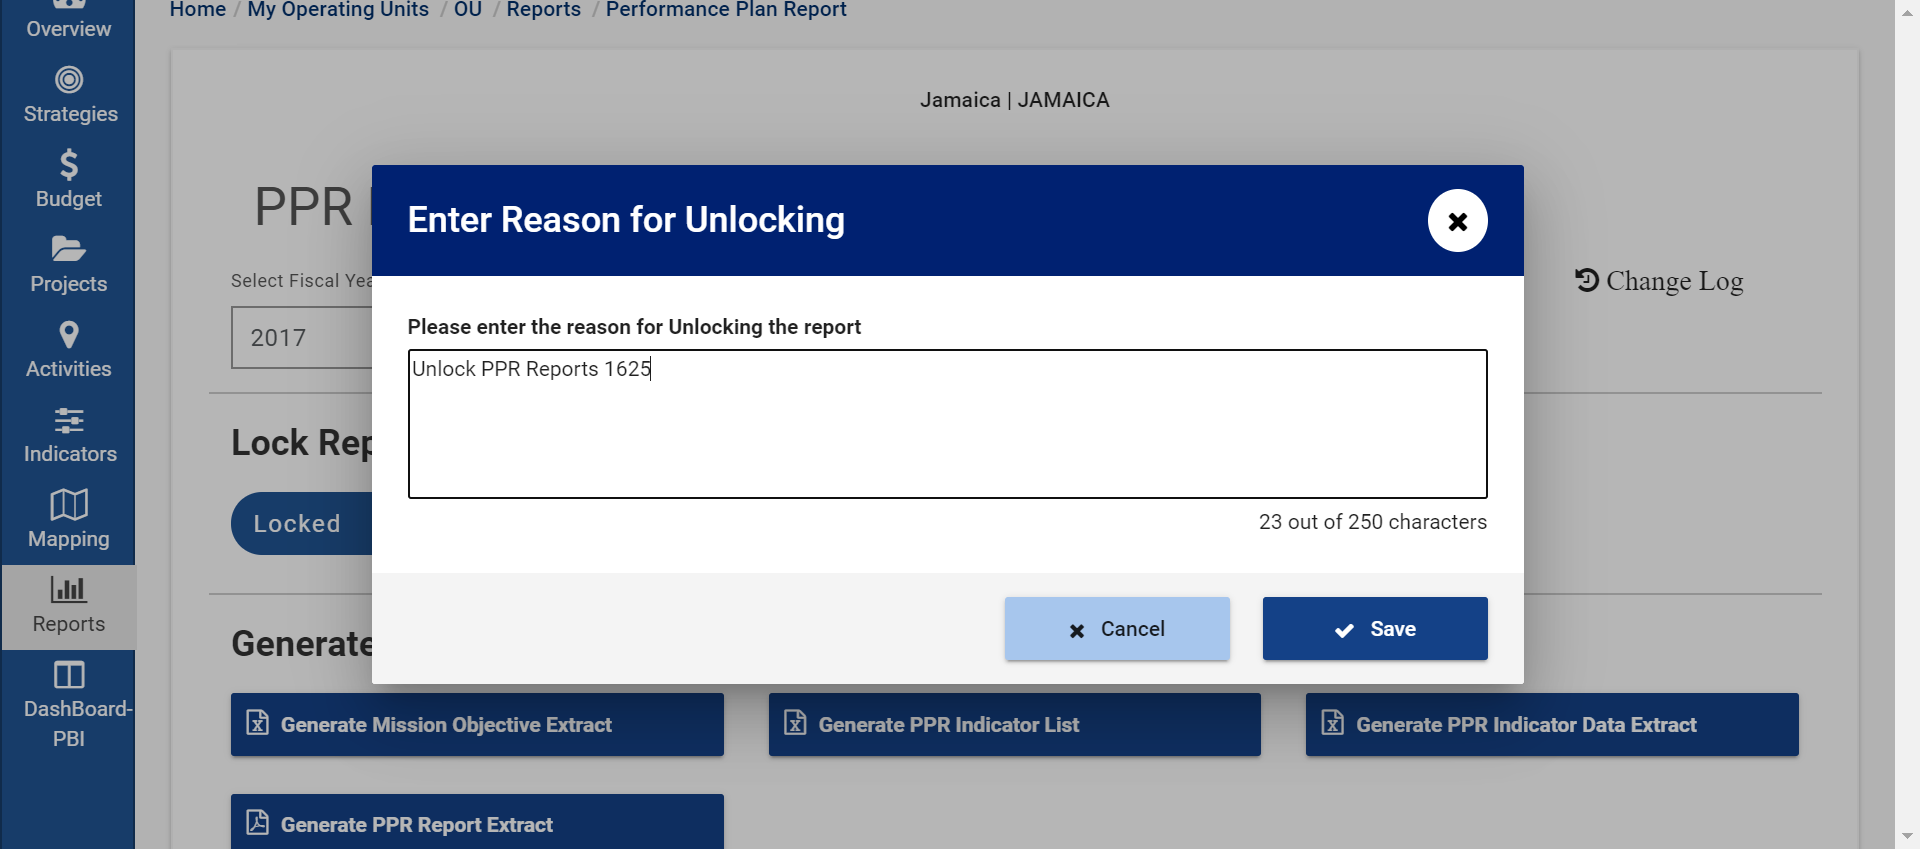 Home / My Operating Units / OU / Reports / Performance Plan Report
Overview
Strategies
Budget
Projects
Activities
Indicators
Mapping
Reports
DashBoard-
PBI
Jamaica | JAMAICA
PPR
Select Fiscal Yea
2017
Change Log
Lock Rep
Locked
Enter Reason for Unlocking
Please enter the reason for Unlocking the report
Unlock PPR Reports 1625
23 out of 250 characters
Cancel
Save
Generate
Generate Mission Objective Extract
Generate PPR Indicator List
Generate PPR Indicator Data Extract
Generate PPR Report Extract